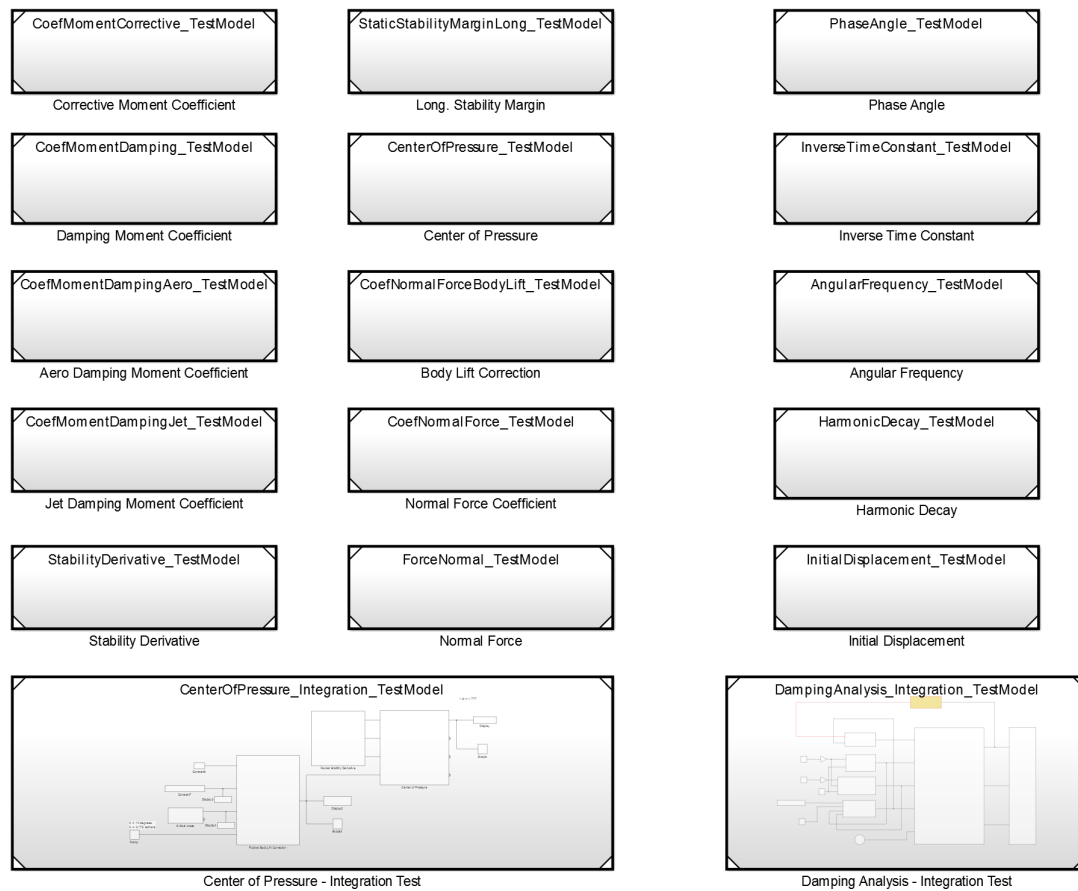 CoefMomentCorrective_TestModel
Corrective Moment Coefficient
StaticStabilityMarginLong_TestModel
Long. Stability Margin
PhaseAngle_TestModel
Phase Angle
CoefMomentDamping_TestModel
Damping Moment Coefficient
CenterOfPressure_TestModel
Center of Pressure
InverseTimeConstant_TestModel
Inverse Time Constant
CoefMomentDampingAero_TestModel
Aero Damping Moment Coefficient
CoefNormalForceBodyLift_TestModel
Body Lift Correction
AngularFrequency_TestModel
Angular Frequency
CoefMomentDampingJet_TestModel
Jet Damping Moment Coefficient
CoefNormalForce_TestModel
Normal Force Coefficient
HarmonicDecay_TestModel
Harmonic Decay
StabilityDerivative_TestModel
Stability Derivative
ForceNormal_TestModel
Normal Force
InitialDisplacement_TestModel
Initial Displacement
CenterOfPressure_Integration_TestModel
Center of Pressure
Center of Pressure - Integration Test
DampingAnalysis_Integration_TestModel
Damping Analysis - Integration Test